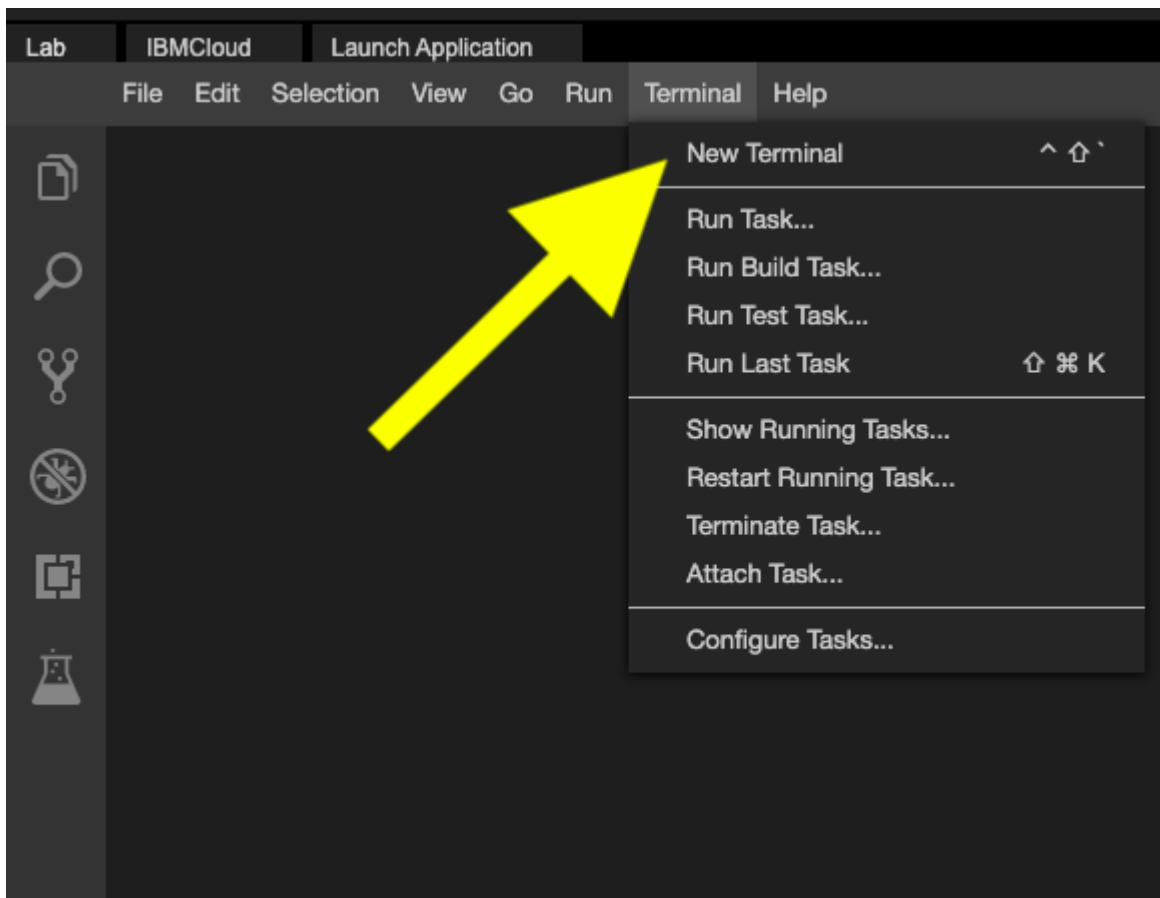 Lab IBMCloud Launch Application
File Edit Selection View Go Run Terminal Help
New Terminal ^ ⇧ `
Run Task...
Run Build Task...
Run Test Task...
Run Last Task ⇧ ⌘ K
Show Running Tasks...
Restart Running Task...
Terminate Task...
Attach Task...
Configure Tasks...